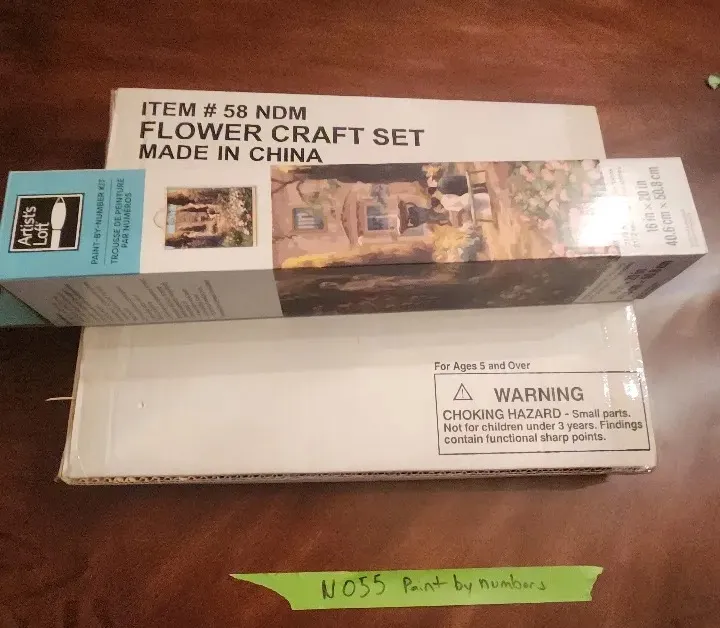 ITEM # 58 NDM
FLOWER CRAFT SET
MADE IN CHINA
Artist's
Loft
PAINT-BY-NUMBER KIT
TROUSSE DE PEINTURE
PAR NUMÉROS
16 in x 20 in
40,6 cm x 50,8 cm
For Ages 5 and Over
WARNING
CHOKING HAZARD - Small parts.
Not for children under 3 years. Findings
contain functional sharp points.
N055 Paint by numbers